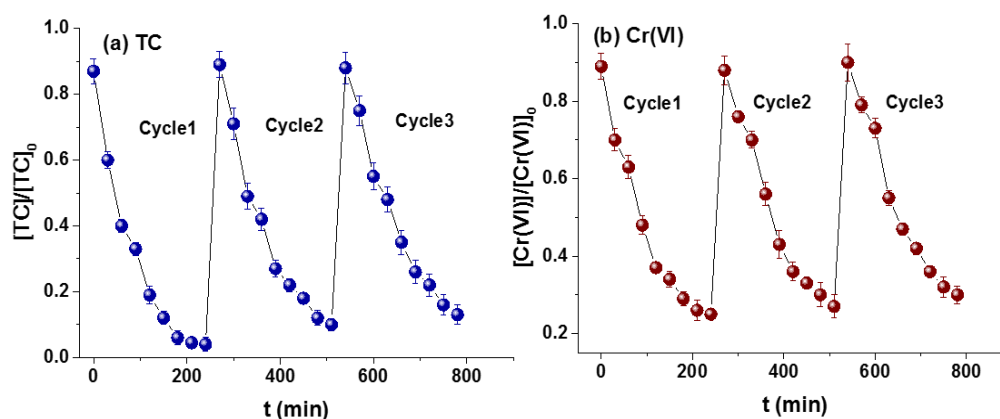 (a) TC
Cycle1
Cycle2
Cycle3
[TC]/[TC]0
1.0
0.8
0.6
0.4
0.2
0.0
0
200
400
600
800
t (min)
(b) Cr(VI)
Cycle1
Cycle2
Cycle3
[Cr(VI)]/[Cr(VI)]0
1.0
0.8
0.6
0.4
0.2
0
200
400
600
800
t (min)